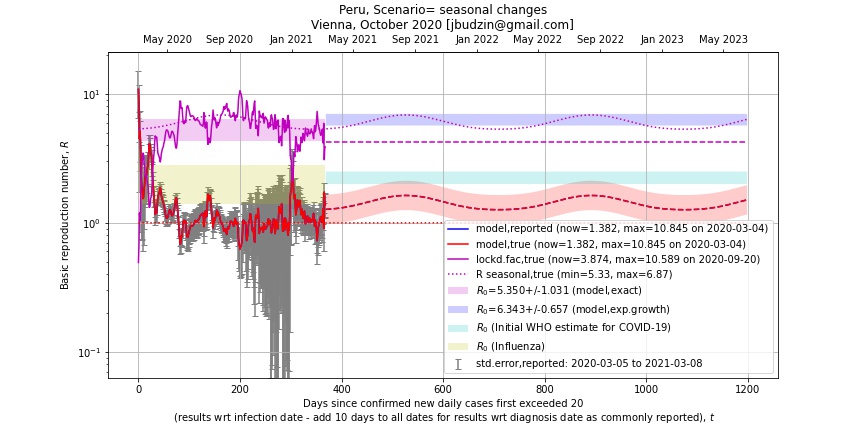 Peru, Scenario= seasonal changes
Vienna, October 2020 [jbudzin@gmail.com]
May 2020 Sep 2020 Jan 2021 May 2021 Sep 2021 Jan 2022 May 2022 Sep 2022 Jan 2023 May 2023
Basic reproduction number, R
10¹
10⁰
10⁻¹
model,reported (now=1.382, max=10.845 on 2020-03-04)
model,true (now=1.382, max=10.845 on 2020-03-04)
lockd.fac,true (now=3.874, max=10.589 on 2020-09-20)
R seasonal,true (min=5.33, max=6.87)
R₀=5.350+/-1.031 (model,exact)
R₀=6.343+/-0.657 (model,exp.growth)
R₀ (Initial WHO estimate for COVID-19)
R₀ (Influenza)
std.error,reported: 2020-03-05 to 2021-03-08
0 200 400 600 800 1000 1200
Days since confirmed new daily cases first exceeded 20
(results wrt infection date - add 10 days to all dates for results wrt diagnosis date as commonly reported), t